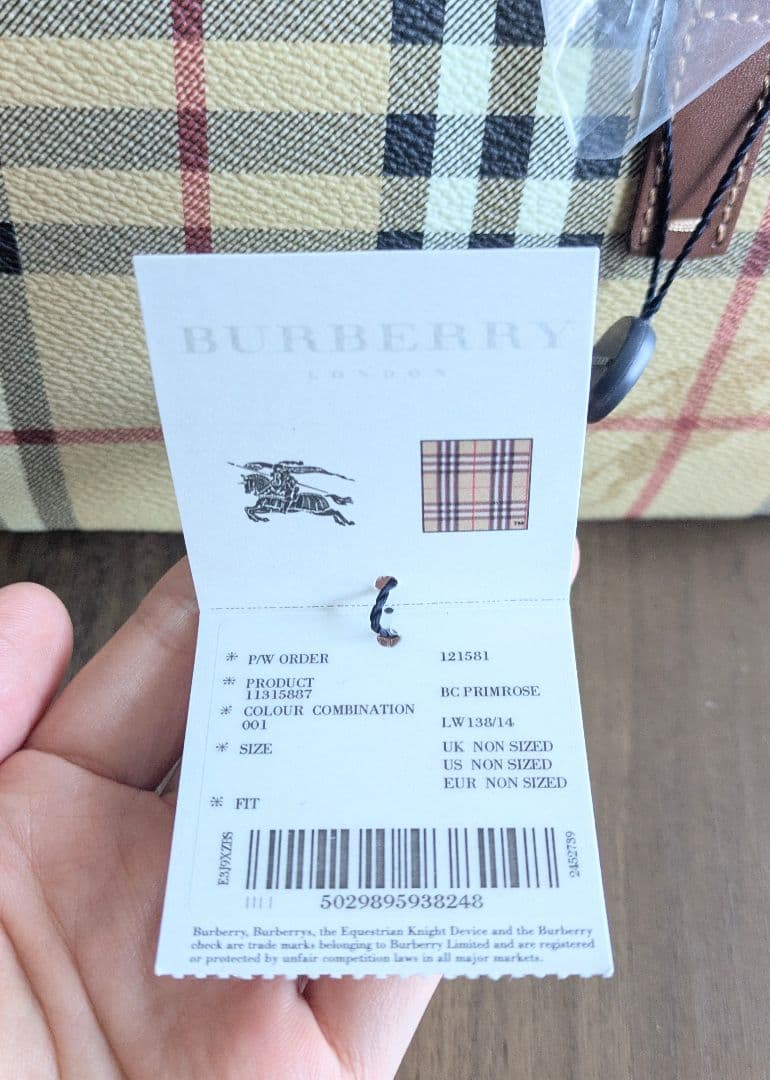 BURBERRY
LONDON
TM
* P/W ORDER 121581
* PRODUCT
11315887 BC PRIMROSE
* COLOUR COMBINATION
001 LW138/14
* SIZE UK NON SIZED
US NON SIZED
EUR NON SIZED
* FIT
E3J9XZBS
2452739
5029895938248
Burberry, Burberrys, the Equestrian Knight Device and the Burberry
check are trade marks belonging to Burberry Limited and are registered
or protected by unfair competition laws in all major markets.